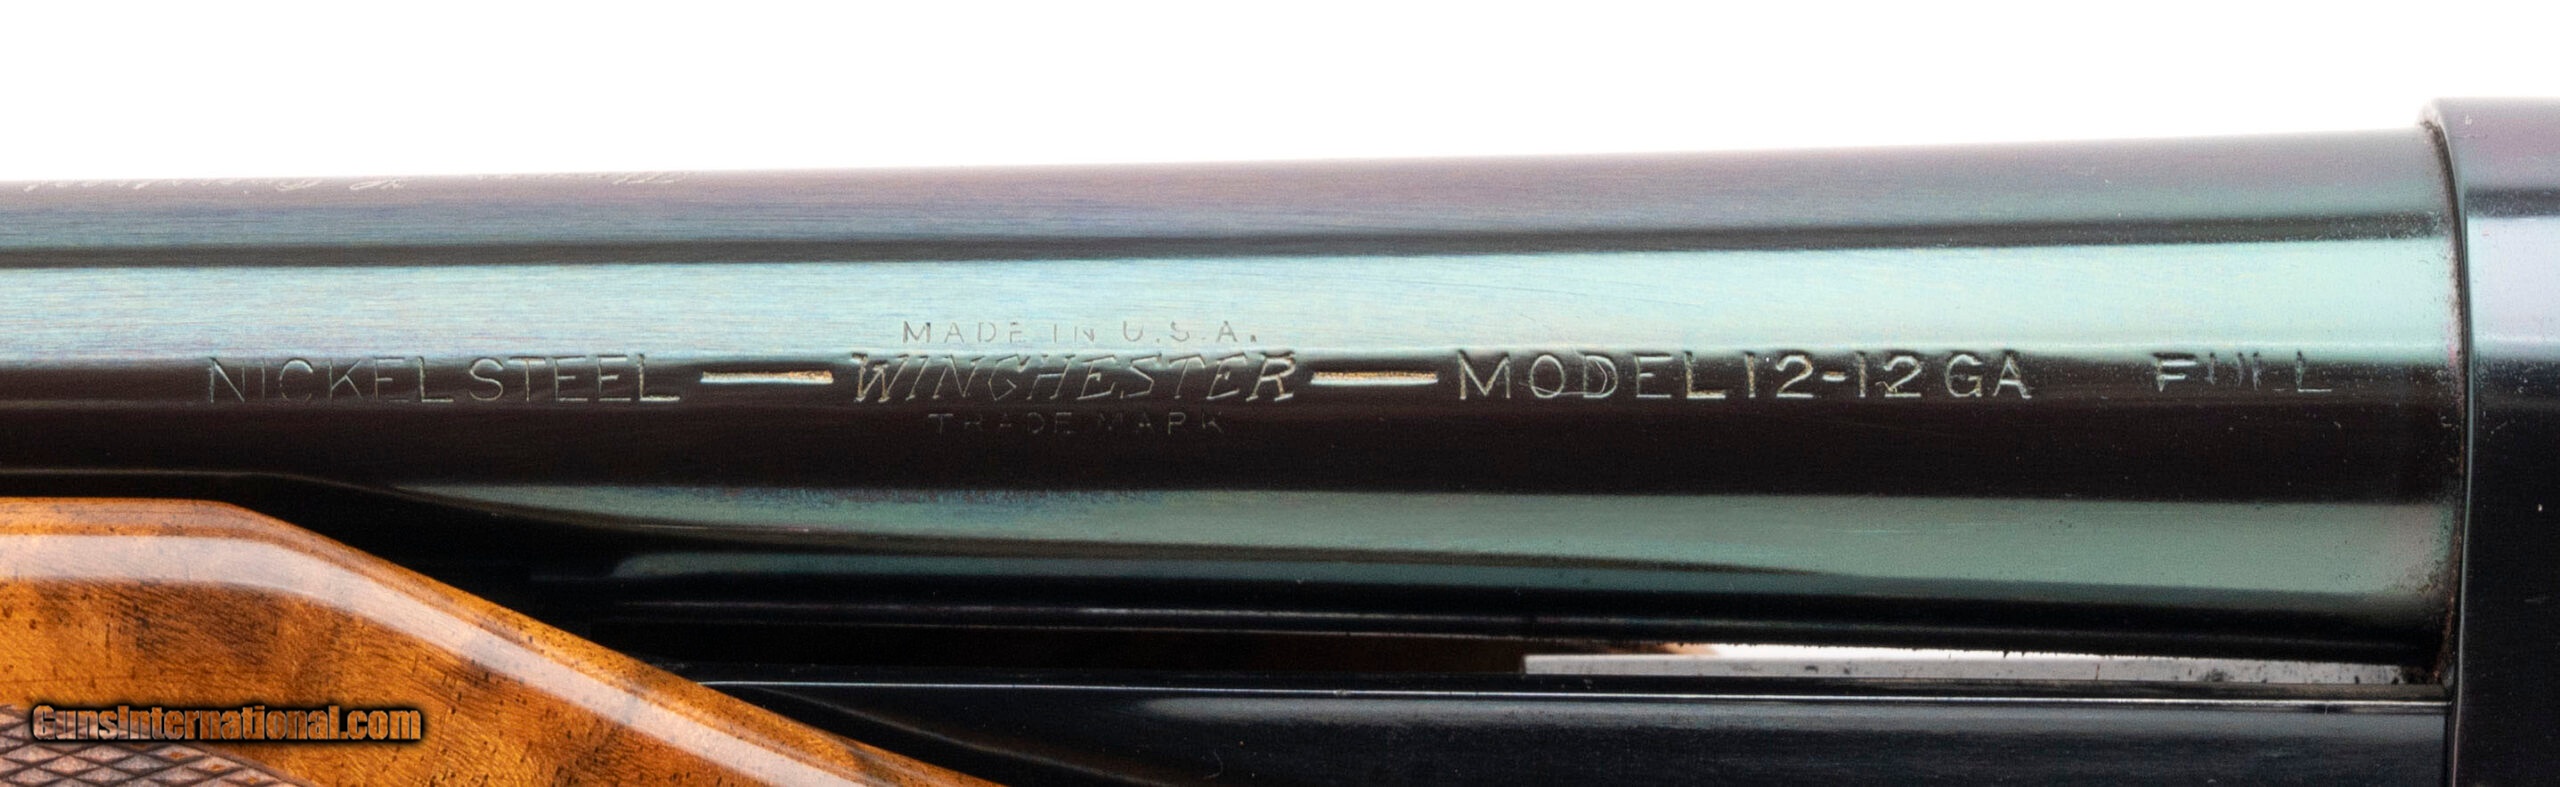 MADE IN U.S.A.
NICKEL STEEL — WINCHESTER — MODEL 12-12 GA FULL
TRADE MARK
GunsInternational.com